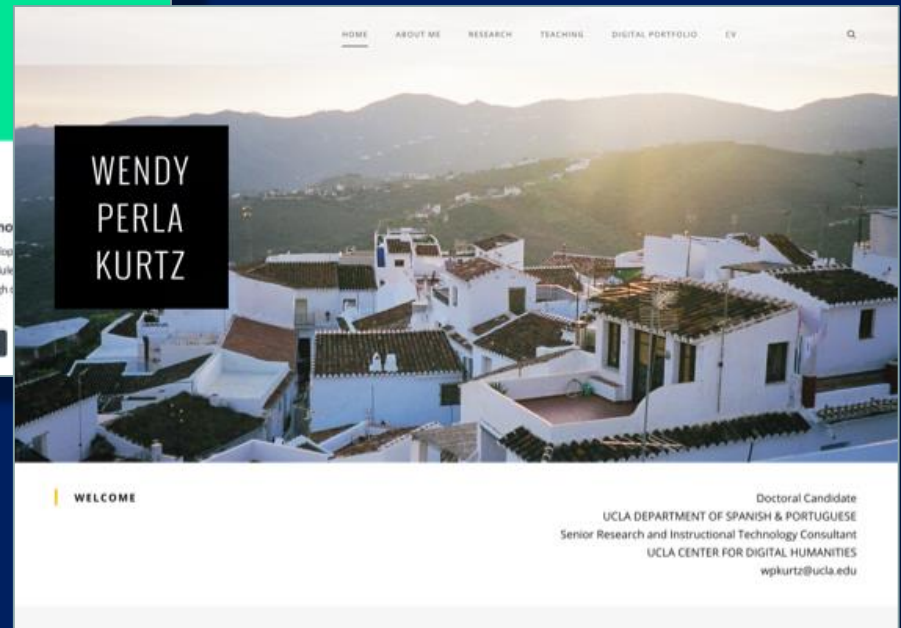 HOME ABOUT ME RESEARCH TEACHING DIGITAL PORTFOLIO CV
WENDY
PERLA
KURTZ
WELCOME
Doctoral Candidate
UCLA DEPARTMENT OF SPANISH & PORTUGUESE
Senior Research and Instructional Technology Consultant
UCLA CENTER FOR DIGITAL HUMANITIES
wpkurtz@ucla.edu